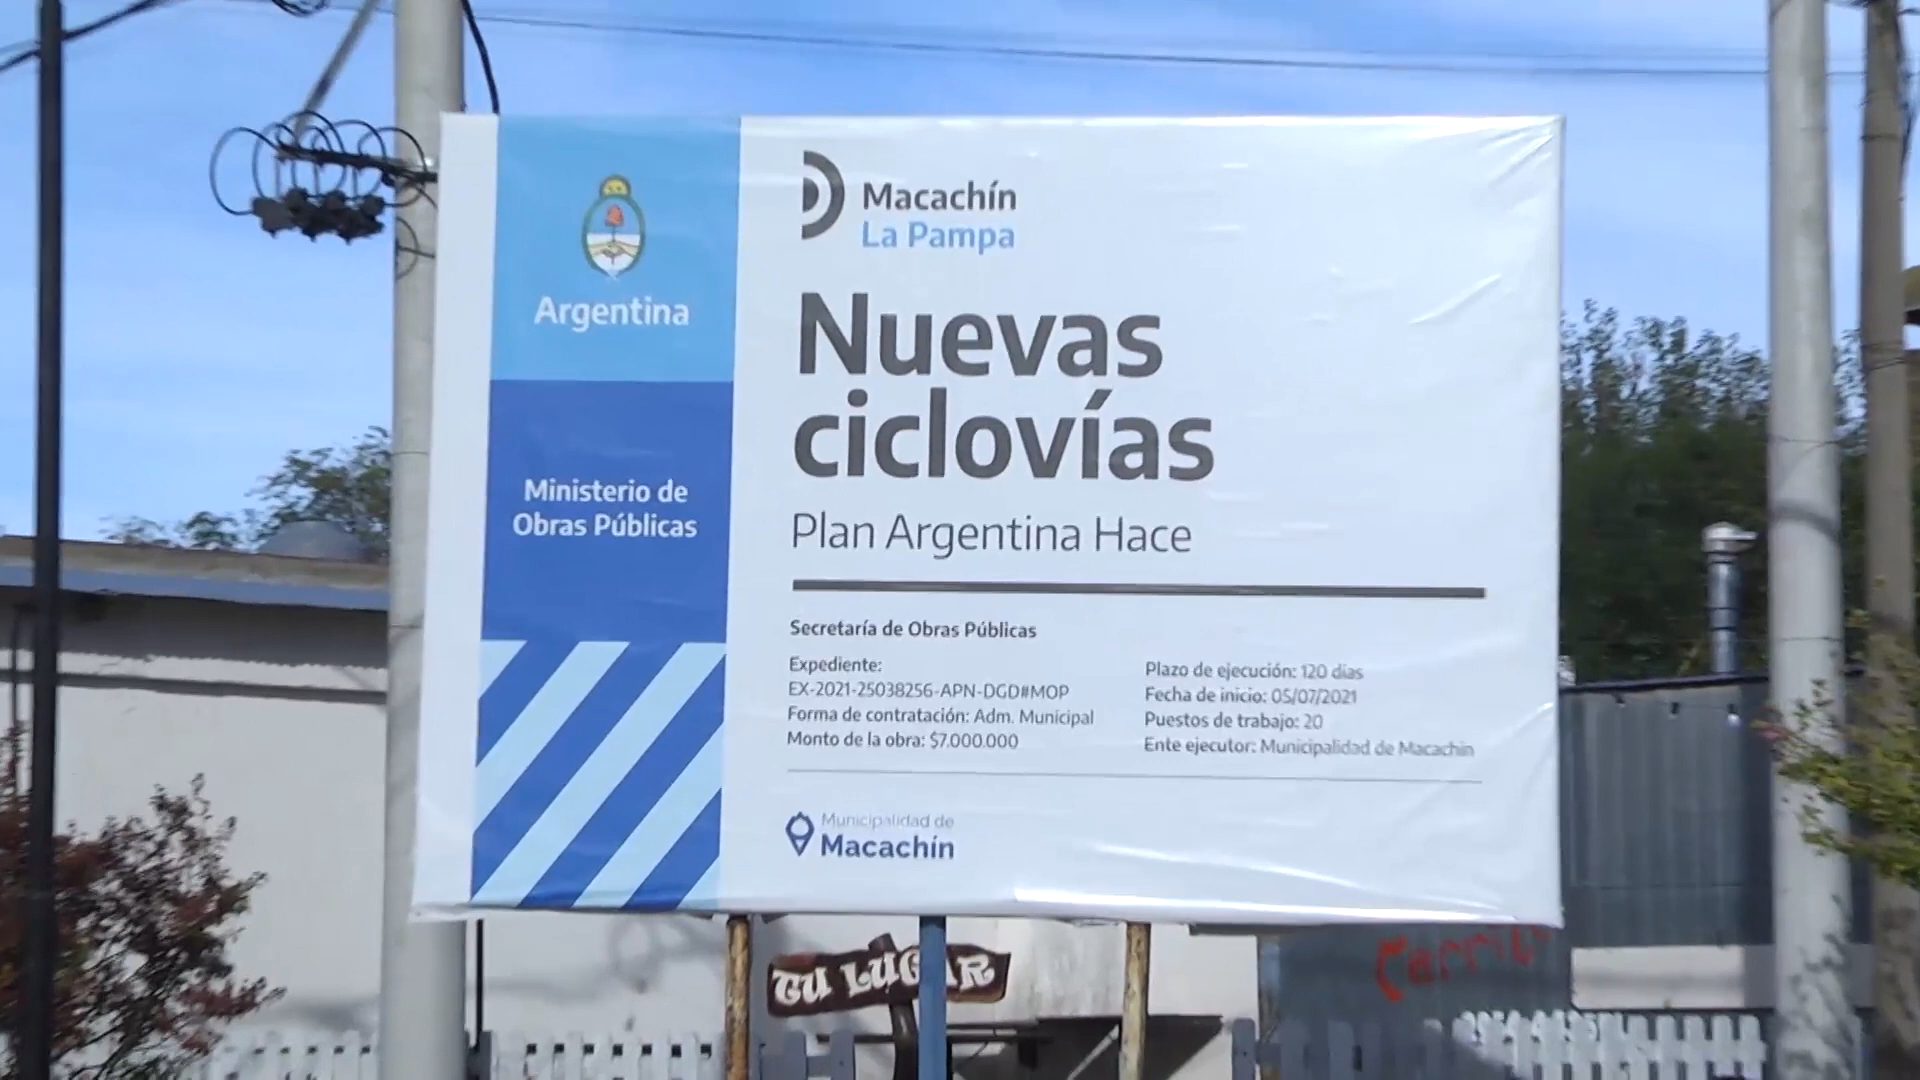 Argentina
Ministerio de
Obras Públicas
Macachín
La Pampa
Nuevas
ciclovías
Plan Argentina Hace
Secretaría de Obras Públicas
Expediente:
EX-2021-25038256-APN-DGD#MOP
Forma de contratación: Adm. Municipal
Monto de la obra: $7.000.000
Plazo de ejecución: 120 días
Fecha de inicio: 05/07/2021
Puestos de trabajo: 20
Ente ejecutor: Municipalidad de Macachín
Municipalidad de
Macachín
TU LUGAR